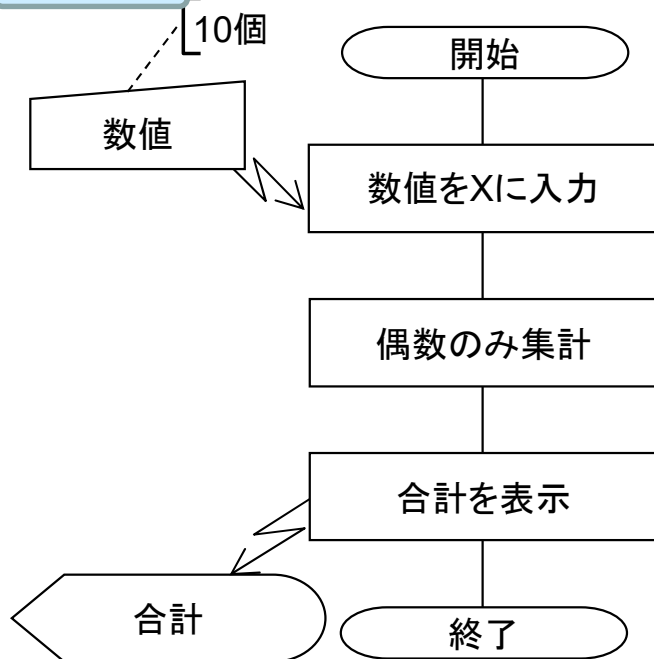 10個
開始
数値
数値をXに入力
偶数のみ集計
合計を表示
合計
終了